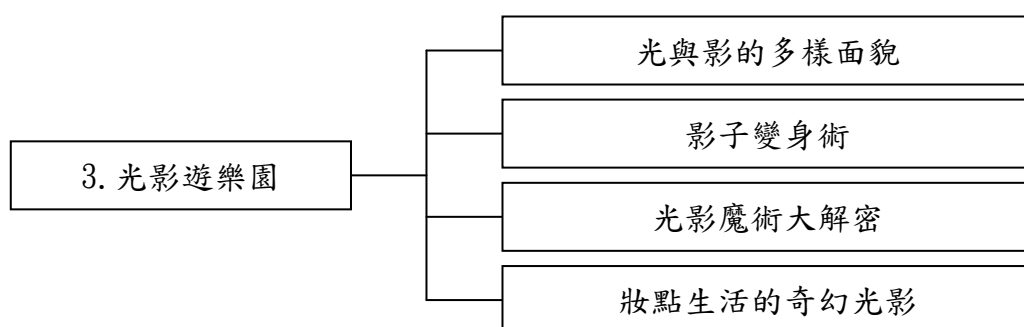 光與影的多樣面貌
影子變身術
3.光影遊樂園
光影魔術大解密
妝點生活的奇幻光影